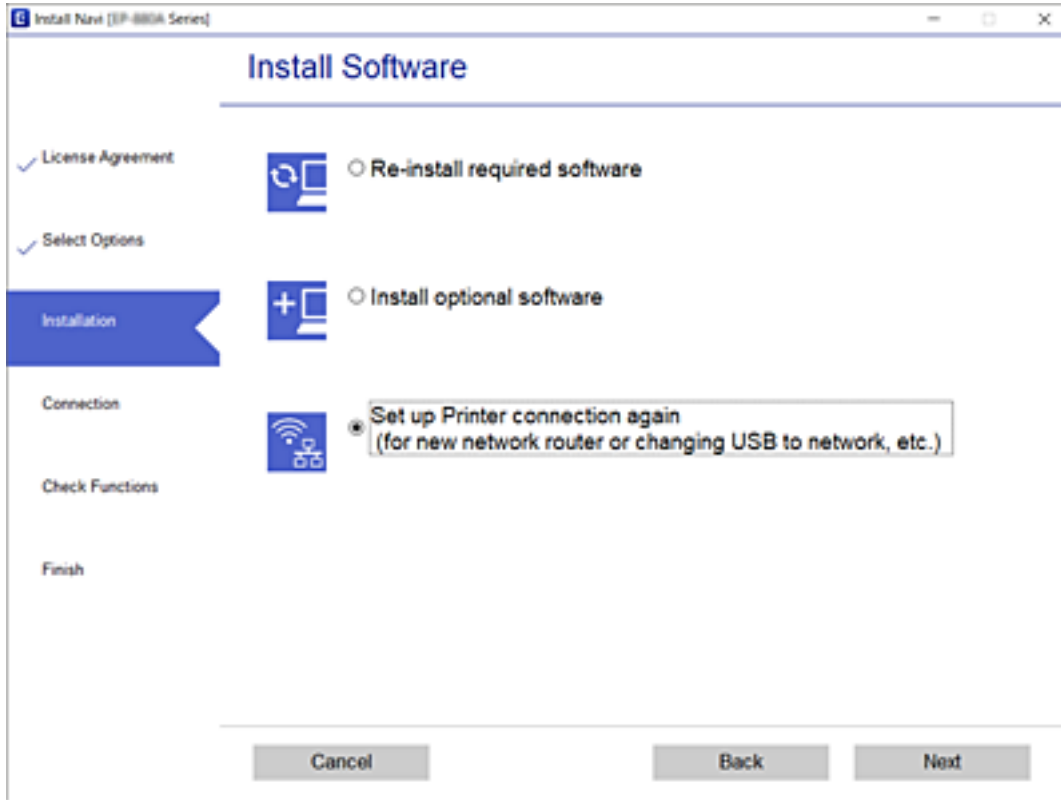 Install Navi [ Series]
Install Software
License Agreement
Select Options
Installation
Connection
Check Functions
Finish
Re-install required software
Install optional software
Set up Printer connection again
(for new network router or changing USB to network, etc.)
Cancel
Back
Next